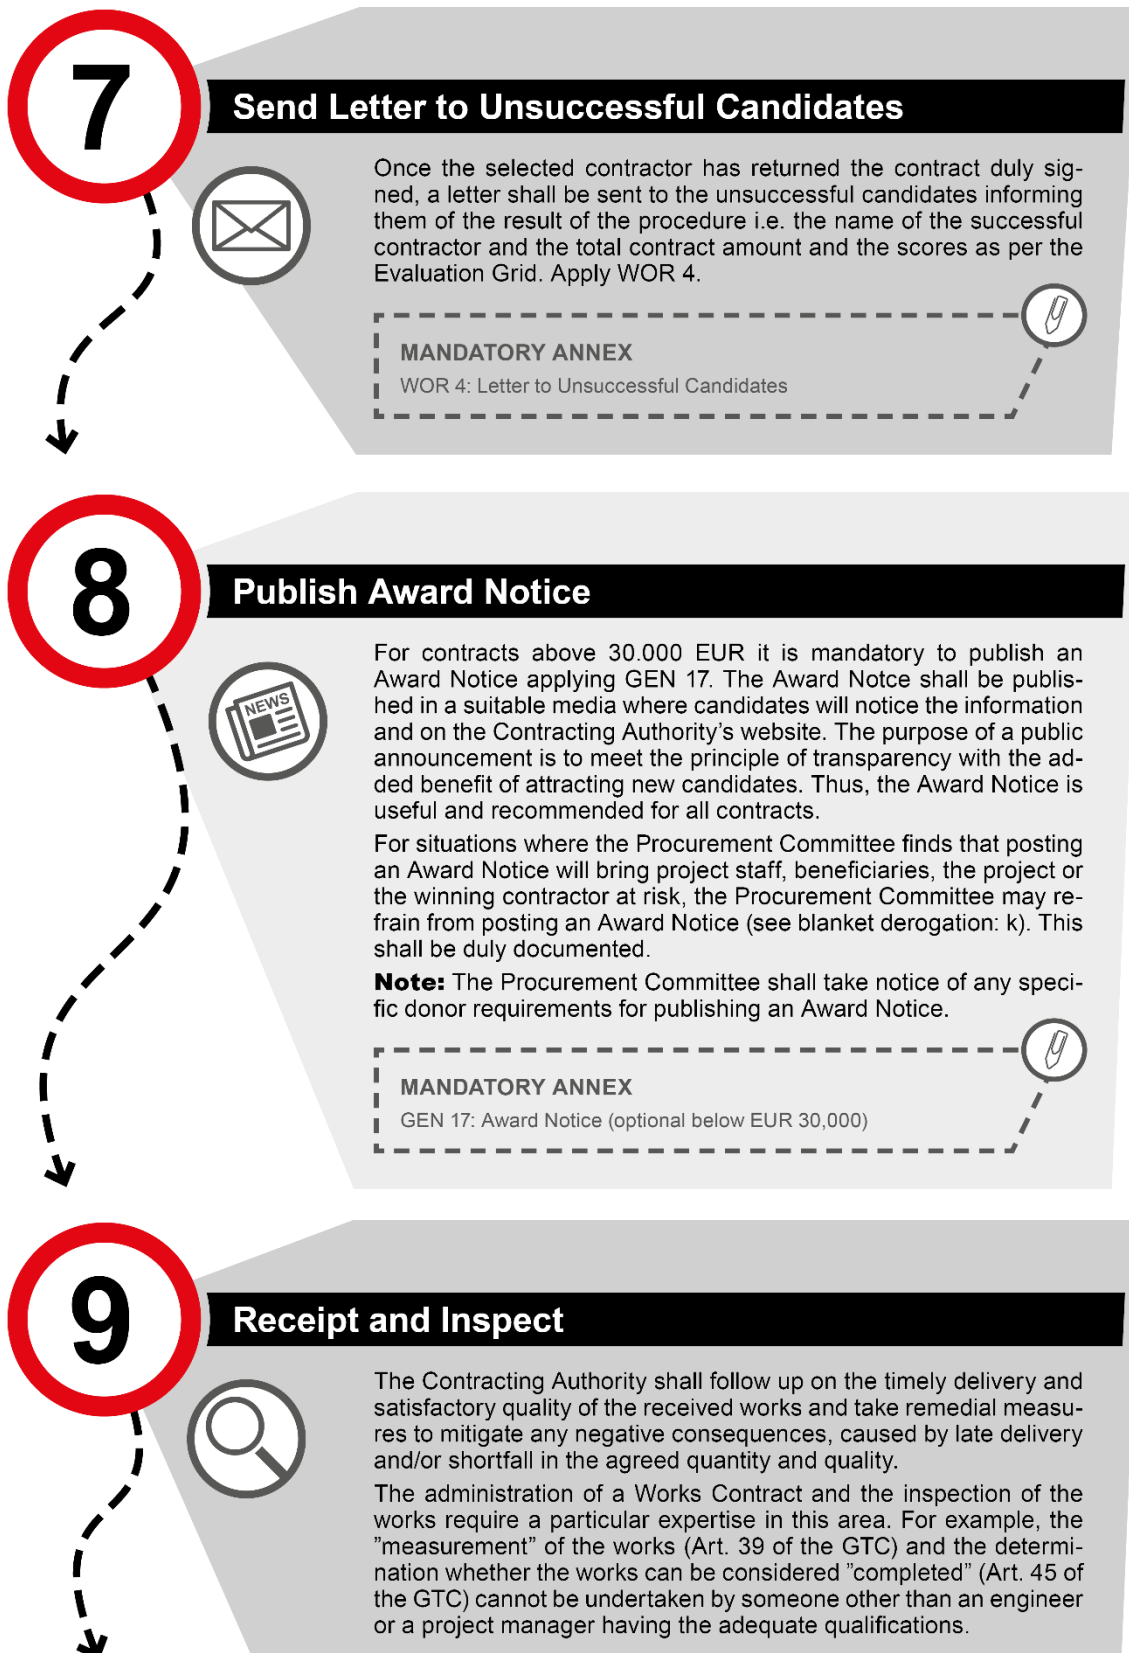 7
Send Letter to Unsuccessful Candidates
Once the selected contractor has returned the contract duly sig-
ned, a letter shall be sent to the unsuccessful candidates informing
them of the result of the procedure i.e. the name of the successful
contractor and the total contract amount and the scores as per the
Evaluation Grid. Apply WOR 4.
MANDATORY ANNEX
WOR 4: Letter to Unsuccessful Candidates
8
Publish Award Notice
NEWS
For contracts above 30.000 EUR it is mandatory to publish an
Award Notice applying GEN 17. The Award Notce shall be publis-
hed in a suitable media where candidates will notice the information
and on the Contracting Authority’s website. The purpose of a public
announcement is to meet the principle of transparency with the ad-
ded benefit of attracting new candidates. Thus, the Award Notice is
useful and recommended for all contracts.
For situations where the Procurement Committee finds that posting
an Award Notice will bring project staff, beneficiaries, the project or
the winning contractor at risk, the Procurement Committee may re-
frain from posting an Award Notice (see blanket derogation: k). This
shall be duly documented.
Note: The Procurement Committee shall take notice of any speci-
fic donor requirements for publishing an Award Notice.
MANDATORY ANNEX
GEN 17: Award Notice (optional below EUR 30,000)
9
Receipt and Inspect
The Contracting Authority shall follow up on the timely delivery and
satisfactory quality of the received works and take remedial measu-
res to mitigate any negative consequences, caused by late delivery
and/or shortfall in the agreed quantity and quality.
The administration of a Works Contract and the inspection of the
works require a particular expertise in this area. For example, the
”measurement” of the works (Art. 39 of the GTC) and the determi-
nation whether the works can be considered ”completed” (Art. 45 of
the GTC) cannot be undertaken by someone other than an engineer
or a project manager having the adequate qualifications.